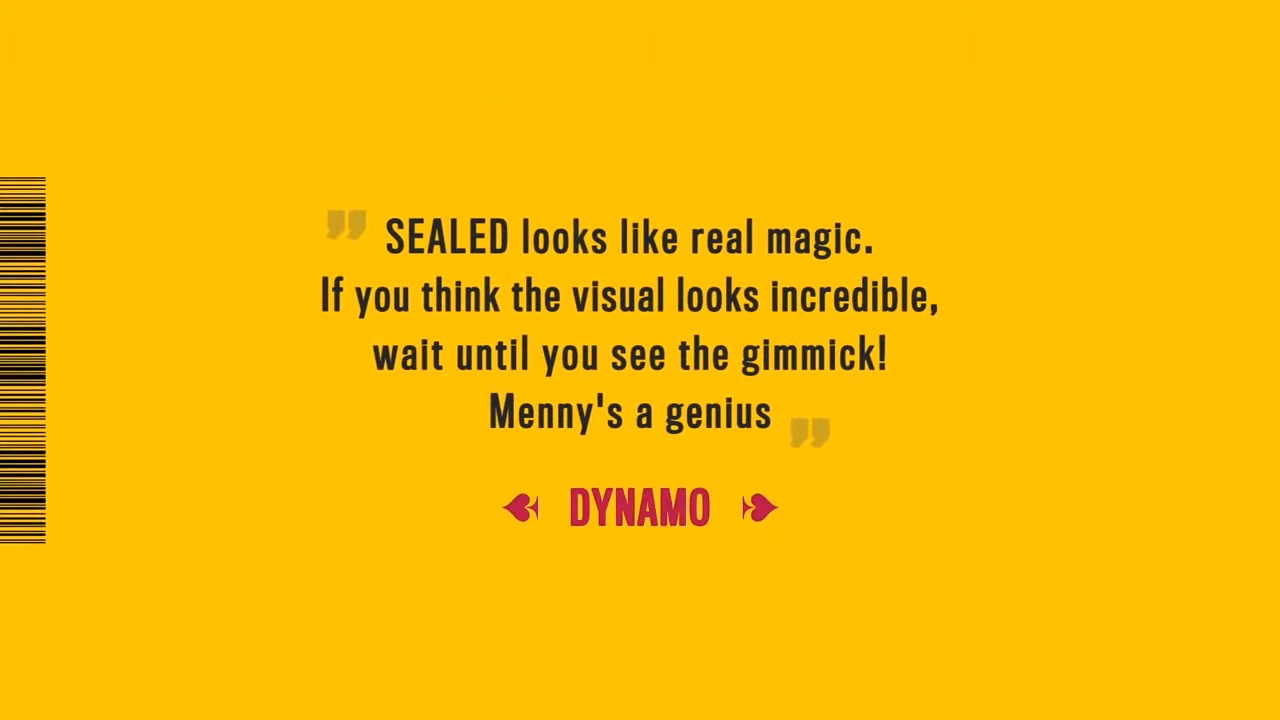 " SEALED looks like real magic.
If you think the visual looks incredible,
wait until you see the gimmick!
Menny's a genius "
DYNAMO